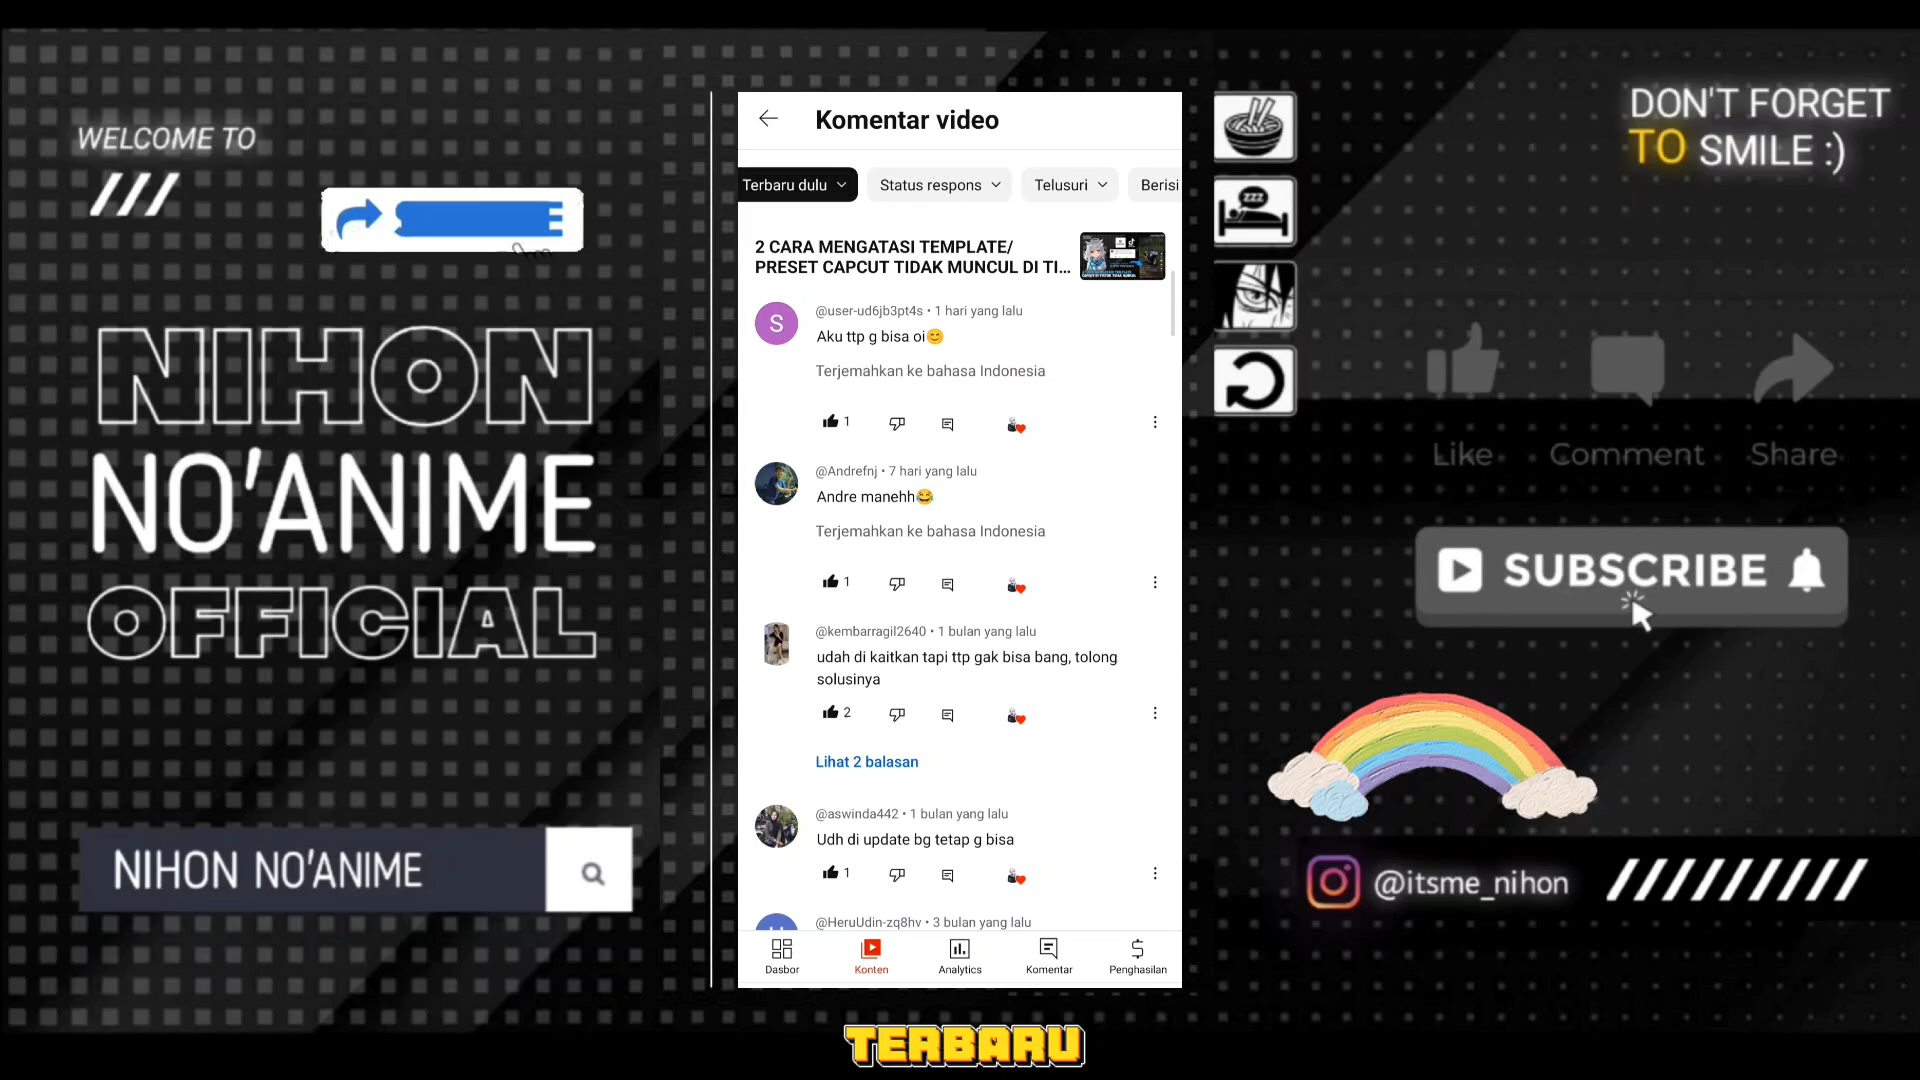 WELCOME TO
NIHON
NO'ANIME
OFFICIAL
NIHON NO'ANIME
Komentar video
Terbaru dulu
Status respons
Telusuri
Berisi
2 CARA MENGATASI TEMPLATE/
PRESET CAPCUT TIDAK MUNCUL DI TI...
S
@user-ud6jb3pt4s • 1 hari yang lalu
Aku ttp g bisa oi😊
Terjemahkan ke bahasa Indonesia
1
@Andrefnj • 7 hari yang lalu
Andre manehh😂
Terjemahkan ke bahasa Indonesia
1
@kembarragil2640 • 1 bulan yang lalu
udah di kaitkan tapi ttp gak bisa bang, tolong
solusinya
2
Lihat 2 balasan
@aswinda442 • 1 bulan yang lalu
Udh di update bg tetap g bisa
1
@HeruUdin-zq8hv • 3 bulan yang lalu
Dasbor
Konten
Analytics
Komentar
Penghasilan
TERBARU
zzz
DON'T FORGET
TO SMILE :)
Like
Comment
Share
SUBSCRIBE
@itsme_nihon